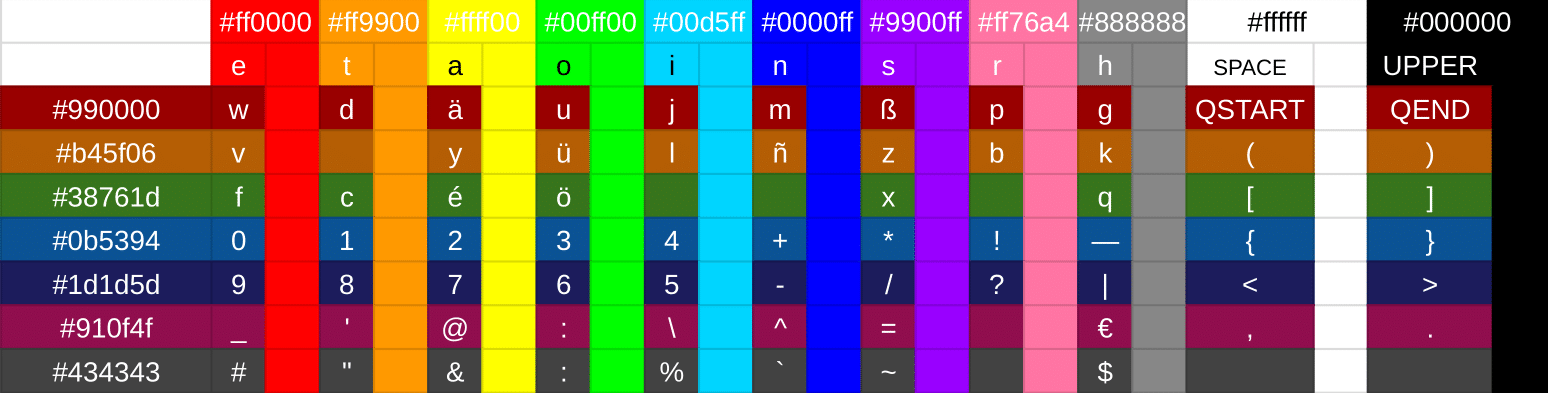 #ff0000 #ff9900 #ffff00 #00ff00 #00d5ff #0000ff #9900ff #ff76a4 #888888 #ffffff #000000
e t a o i n s r h SPACE UPPER
#990000 w d ä u j m ß p g QSTART QEND
#b45f06 v y ü l ñ z b k ( )
#38761d f c é ö x q [ ]
#0b5394 0 1 2 3 4 + * ! — { }
#1d1d5d 9 8 7 6 5 - / ? | < >
#910f4f _ ' @ : \ ^ = € , .
#434343 # " & : % ` ~ $